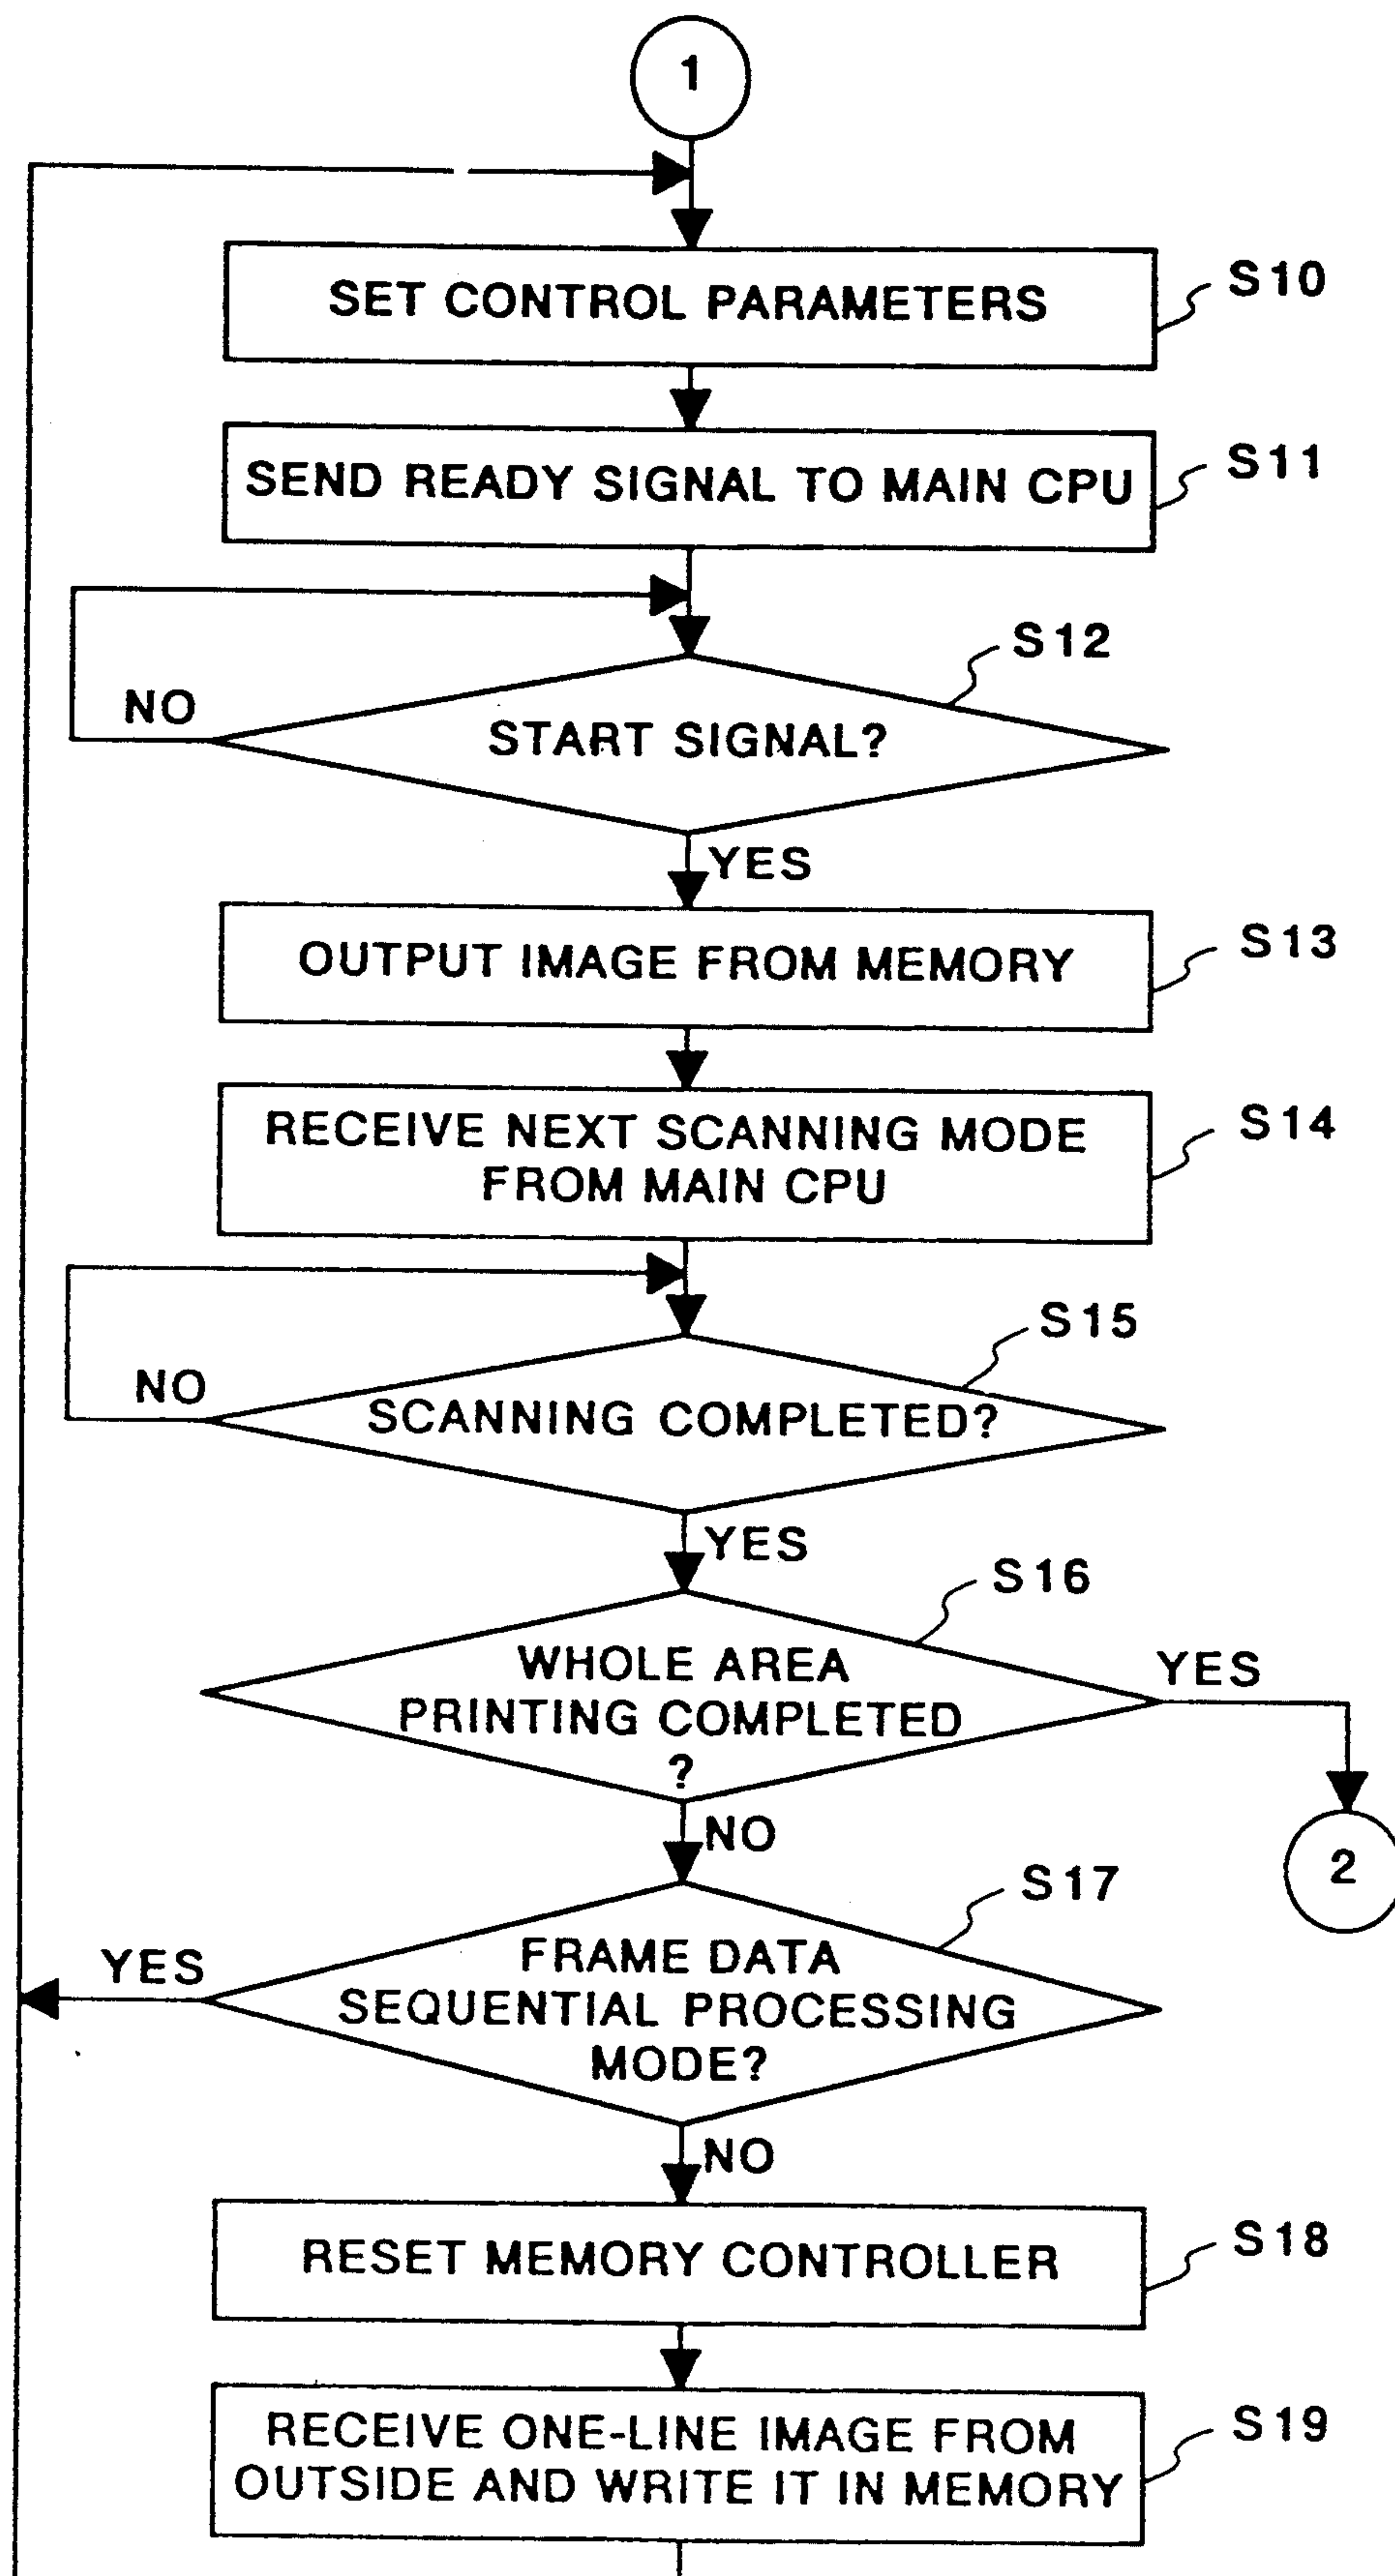 1
SET CONTROL PARAMETERS
S10
SEND READY SIGNAL TO MAIN CPU
S11
S12
NO
START SIGNAL?
YES
OUTPUT IMAGE FROM MEMORY
S13
RECEIVE NEXT SCANNING MODE
FROM MAIN CPU
S14
S15
NO
SCANNING COMPLETED?
YES
S16
WHOLE AREA
PRINTING COMPLETED
?
YES
2
NO
S17
YES
FRAME DATA
SEQUENTIAL PROCESSING
MODE?
NO
RESET MEMORY CONTROLLER
S18
RECEIVE ONE-LINE IMAGE FROM
OUTSIDE AND WRITE IT IN MEMORY
S19